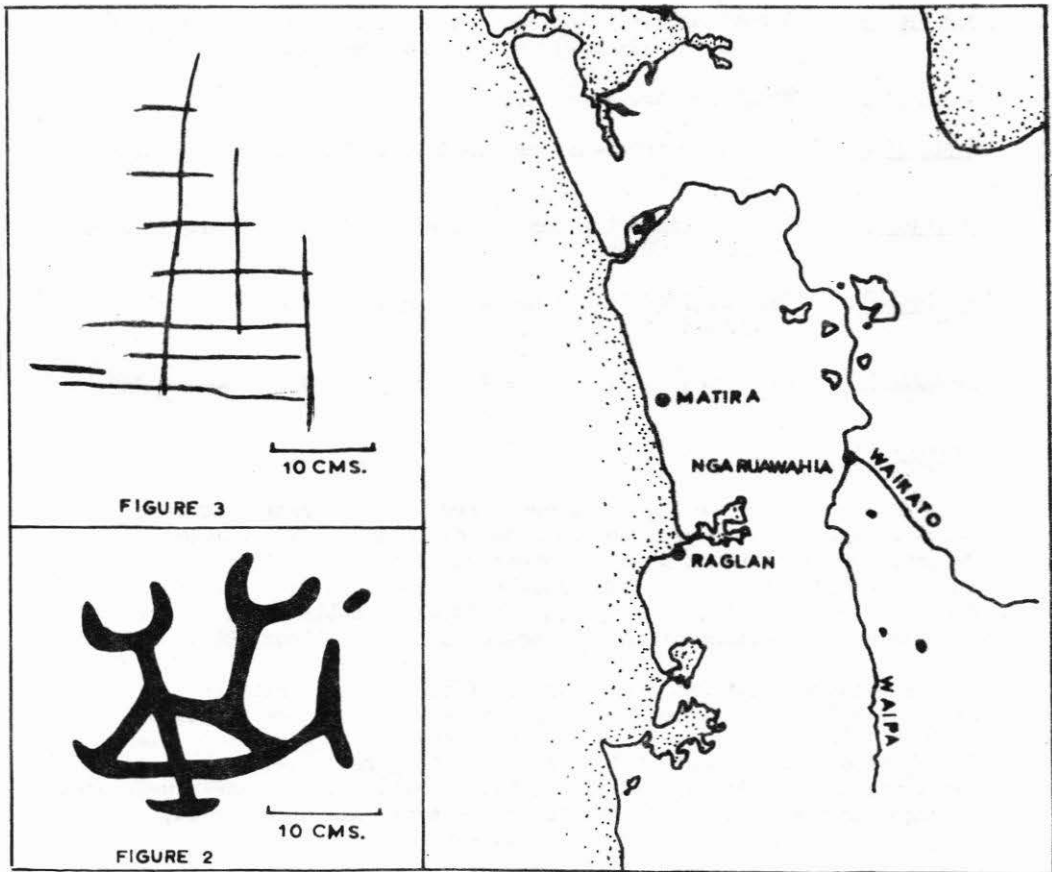 10 CMS.
FIGURE 3
10 CMS.
FIGURE 2
MATIRA
NGARUAWAHIA
WAIKATO
RAGLAN
WAIPA